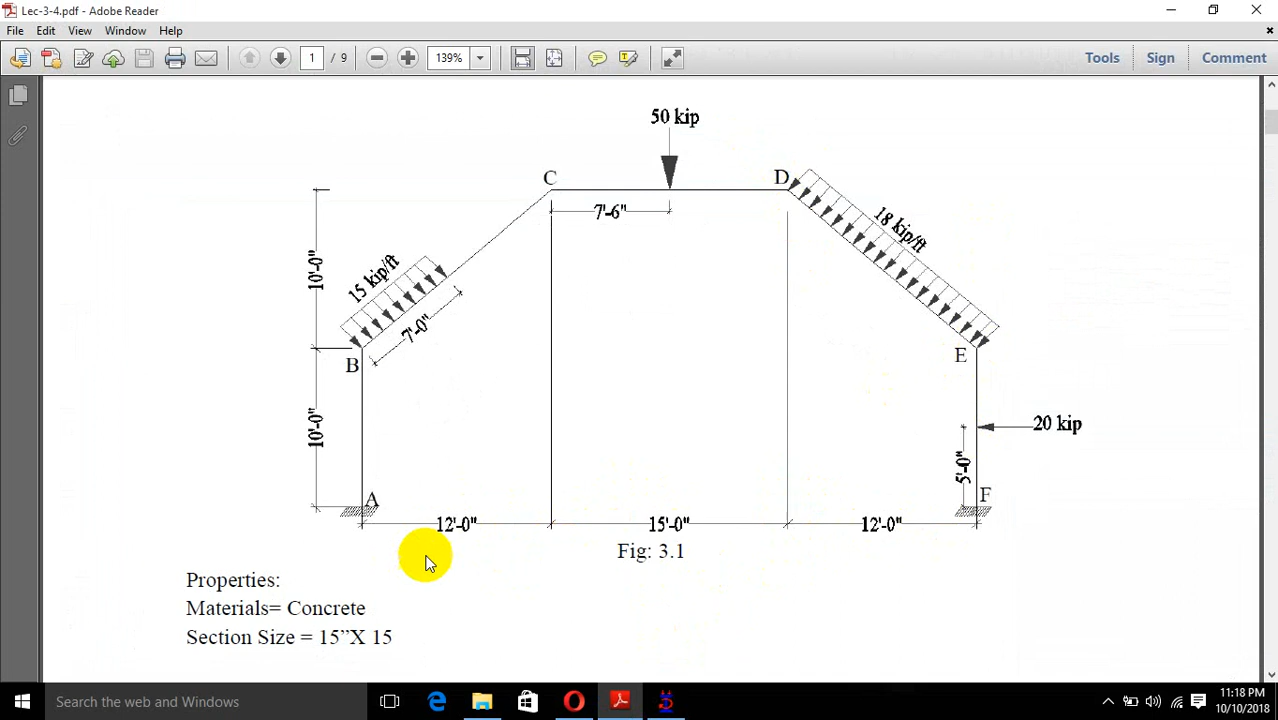 Lec-3-4.pdf - Adobe Reader
File Edit View Window Help
1 / 9 139% Tools Sign Comment
50 kip
C
D
7'-6"
18 kip/ft
10'-0"
15 kip/ft
7'-0"
B
E
10'-0"
20 kip
5'-0"
A
F
12'-0" 15'-0" 12'-0"
Fig: 3.1
Properties:
Materials= Concrete
Section Size = 15”X 15
Search the web and Windows
11:18 PM
10/10/2018